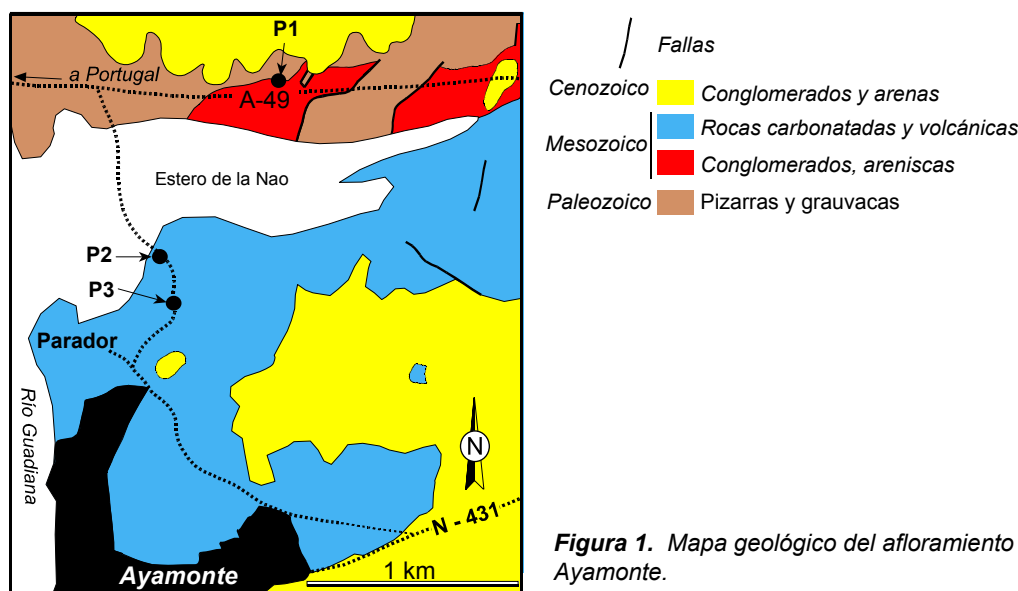 P1
a Portugal
A-49
Estero de la Nao
P2
P3
Parador
Río Guadiana
N
N - 431
1 km
Ayamonte
Fallas
Cenozoico
Conglomerados y arenas
Mesozoico
Rocas carbonatadas y volcánicas
Conglomerados, areniscas
Paleozoico
Pizarras y grauvacas
Figura 1. Mapa geológico del afloramiento
Ayamonte.